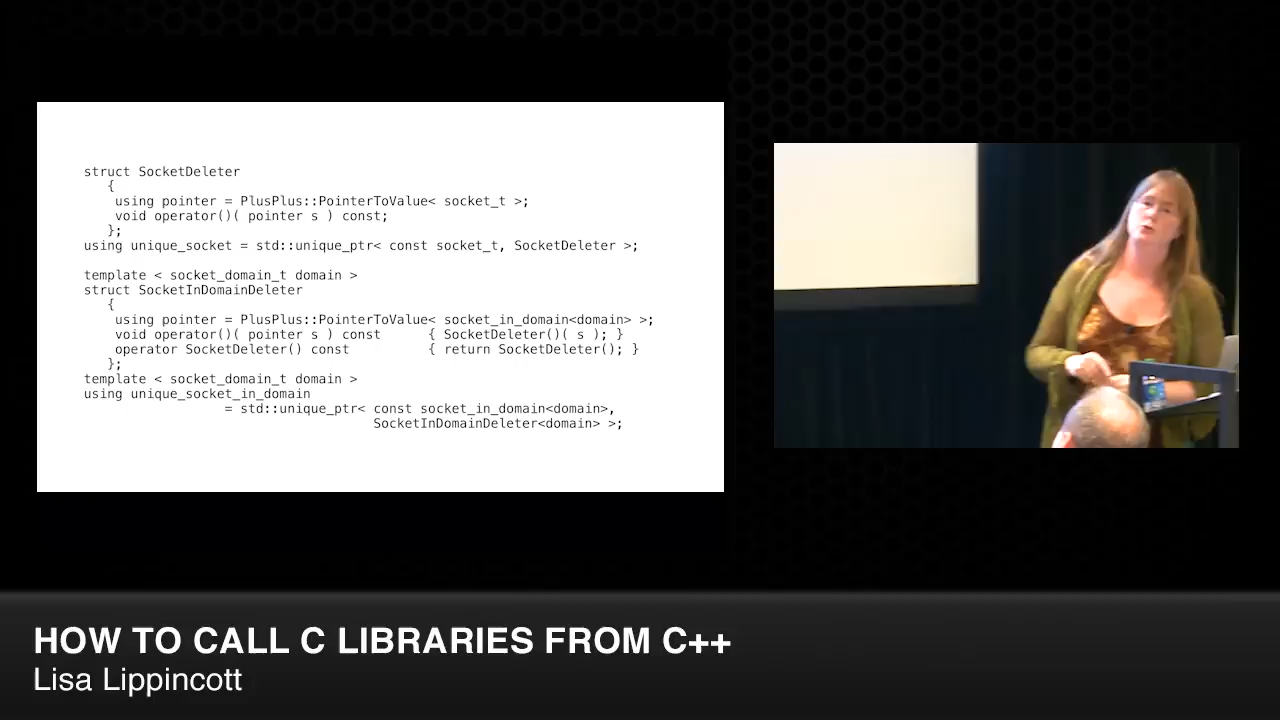 struct SocketDeleter
   {
    using pointer = PlusPlus::PointerToValue< socket_t >;
    void operator()( pointer s ) const;
   };
using unique_socket = std::unique_ptr< const socket_t, SocketDeleter >;

template < socket_domain_t domain >
struct SocketInDomainDeleter
   {
    using pointer = PlusPlus::PointerToValue< socket_in_domain<domain> >;
    void operator()( pointer s ) const      { SocketDeleter()( s ); }
    operator SocketDeleter() const          { return SocketDeleter(); }
   };
template < socket_domain_t domain >
using unique_socket_in_domain
                  = std::unique_ptr< const socket_in_domain<domain>,
                                     SocketInDomainDeleter<domain> >;
HOW TO CALL C LIBRARIES FROM C++
Lisa Lippincott